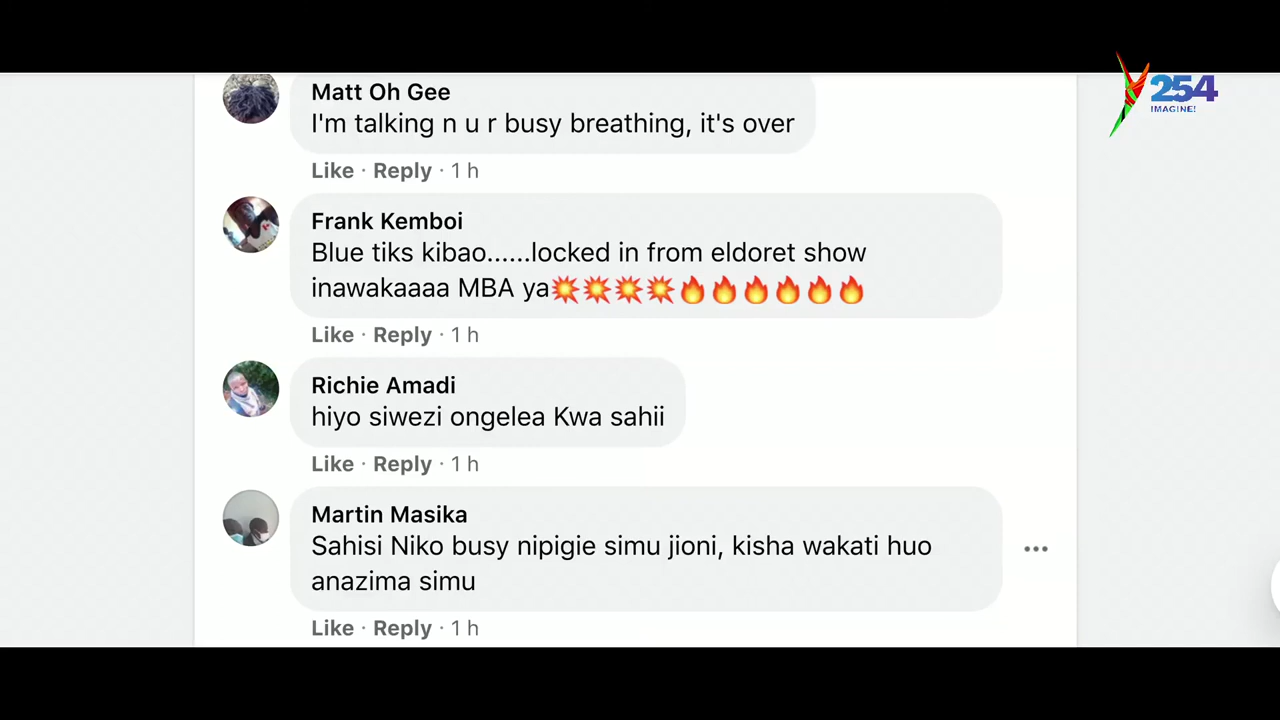 Y254
IMAGINE!
Matt Oh Gee
I'm talking n u r busy breathing, it's over
Like · Reply · 1 h
Frank Kemboi
Blue tiks kibao......locked in from eldoret show
inawakaaaa MBA ya💥💥💥💥🔥🔥🔥🔥🔥🔥
Like · Reply · 1 h
Richie Amadi
hiyo siwezi ongelea Kwa sahii
Like · Reply · 1 h
Martin Masika
Sahisi Niko busy nipigie simu jioni, kisha wakati huo
anazima simu
Like · Reply · 1 h